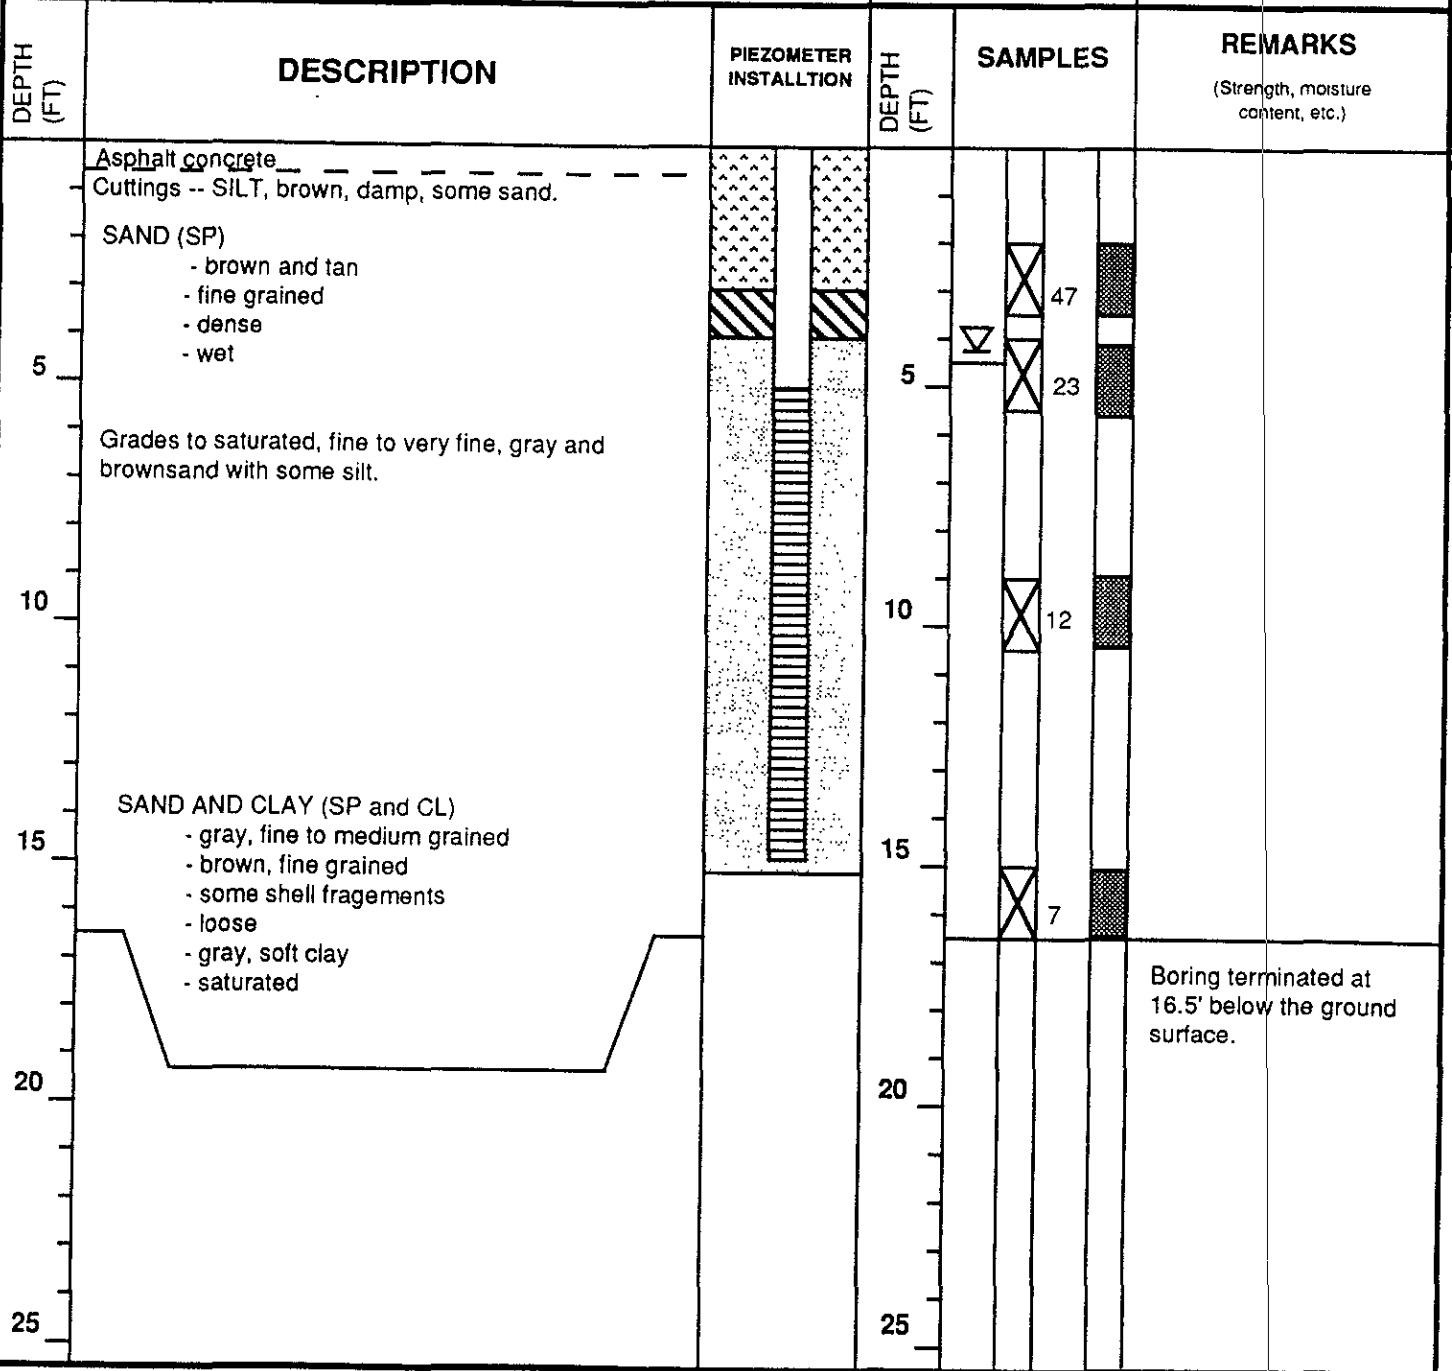 DEPTH
(FT)
DESCRIPTION
PIEZOMETER
INSTALLTION
DEPTH
(FT)
SAMPLES
REMARKS
(Strength, moisture
content, etc.)
Asphalt concrete
Cuttings -- SILT, brown, damp, some sand.
SAND (SP)
- brown and tan
- fine grained
- dense
- wet
47
5
5
23
Grades to saturated, fine to very fine, gray and
brownsand with some silt.
10
10
12
SAND AND CLAY (SP and CL)
- gray, fine to medium grained
- brown, fine grained
- some shell fragements
- loose
- gray, soft clay
- saturated
15
15
7
Boring terminated at
16.5' below the ground
surface.
20
20
25
25